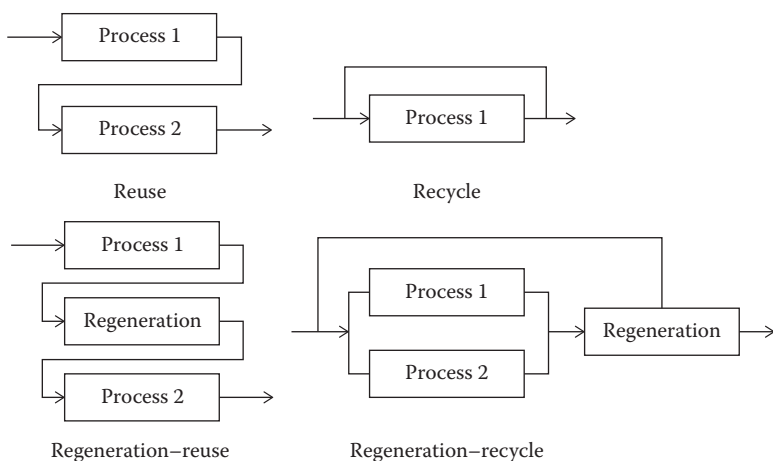 Process 1
Process 2
Reuse
Process 1
Recycle
Process 1
Regeneration
Process 2
Regeneration–reuse
Process 1
Process 2
Regeneration
Regeneration–recycle